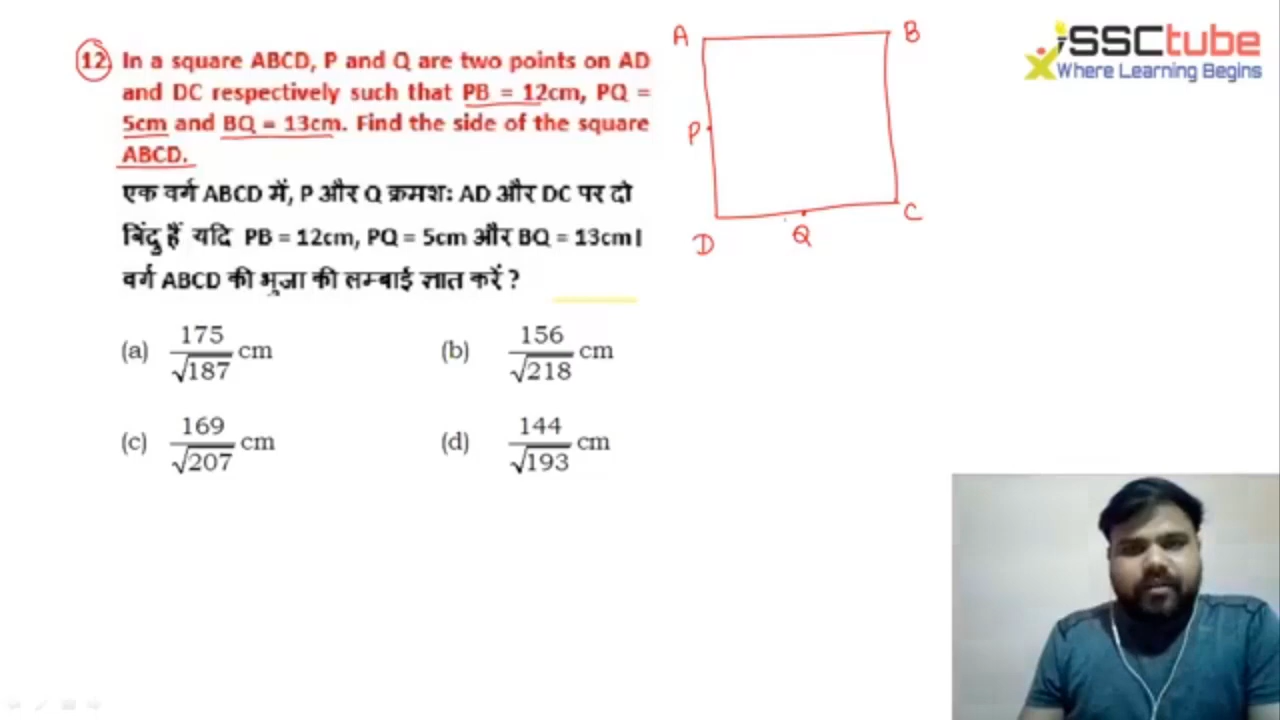 12. In a square ABCD, P and Q are two points on AD
and DC respectively such that PB = 12cm, PQ =
5cm and BQ = 13cm. Find the side of the square
ABCD.
एक वर्ग ABCD में, P और Q क्रमशः AD और DC पर दो
बिंदु हैं यदि PB = 12cm, PQ = 5cm और BQ = 13cm।
वर्ग ABCD की भुजा की लम्बाई ज्ञात करें ?
(a) 175/√187 cm
(b) 156/√218 cm
(c) 169/√207 cm
(d) 144/√193 cm
A
B
P
D
Q
C
iSSCtube
Where Learning Begins